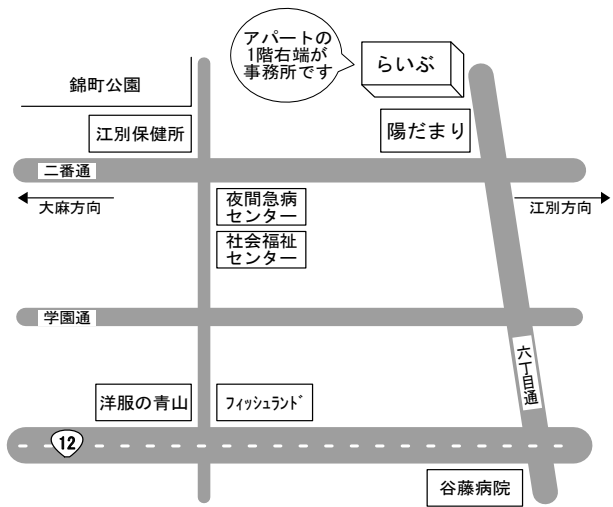 アパートの
1階右端が
事務所です
らいぶ
錦町公園
江別保健所
陽だまり
二番通
大麻方向
江別方向
夜間急病
センター
社会福祉
センター
学園通
六丁目通
洋服の青山
ﾌｨｯｼｭﾗﾝﾄﾞ
12
谷藤病院